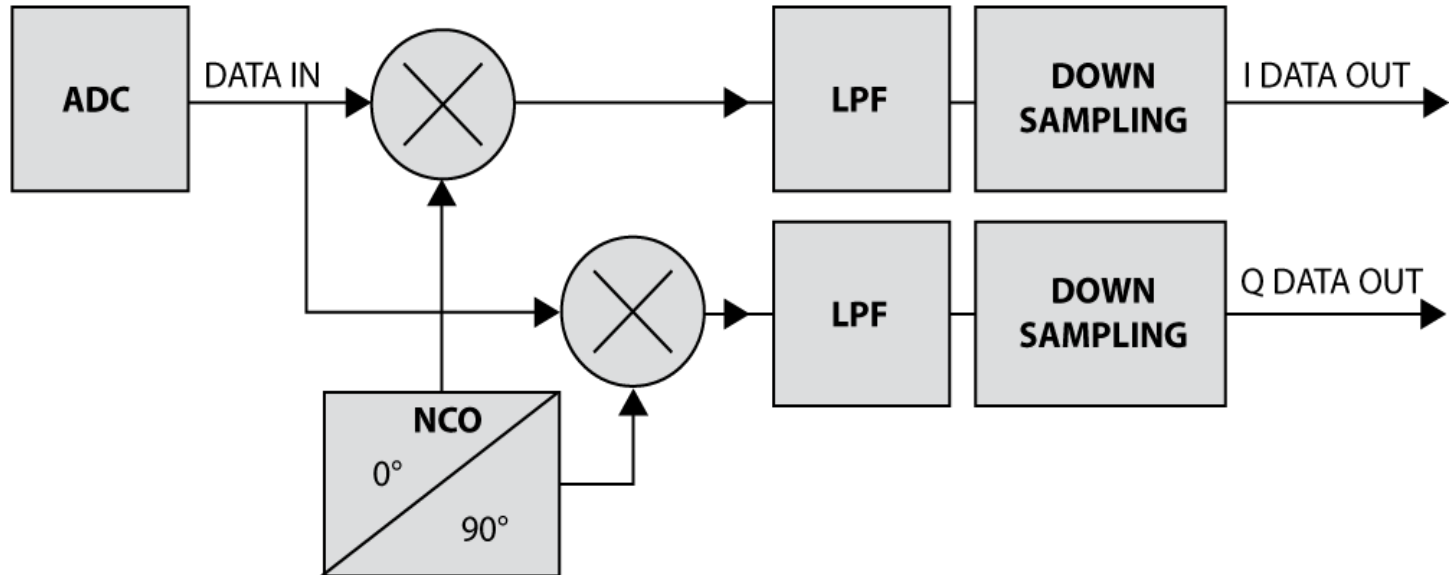 ADC
DATA IN
LPF
DOWN
SAMPLING
I DATA OUT
LPF
DOWN
SAMPLING
Q DATA OUT
NCO
0°
90°